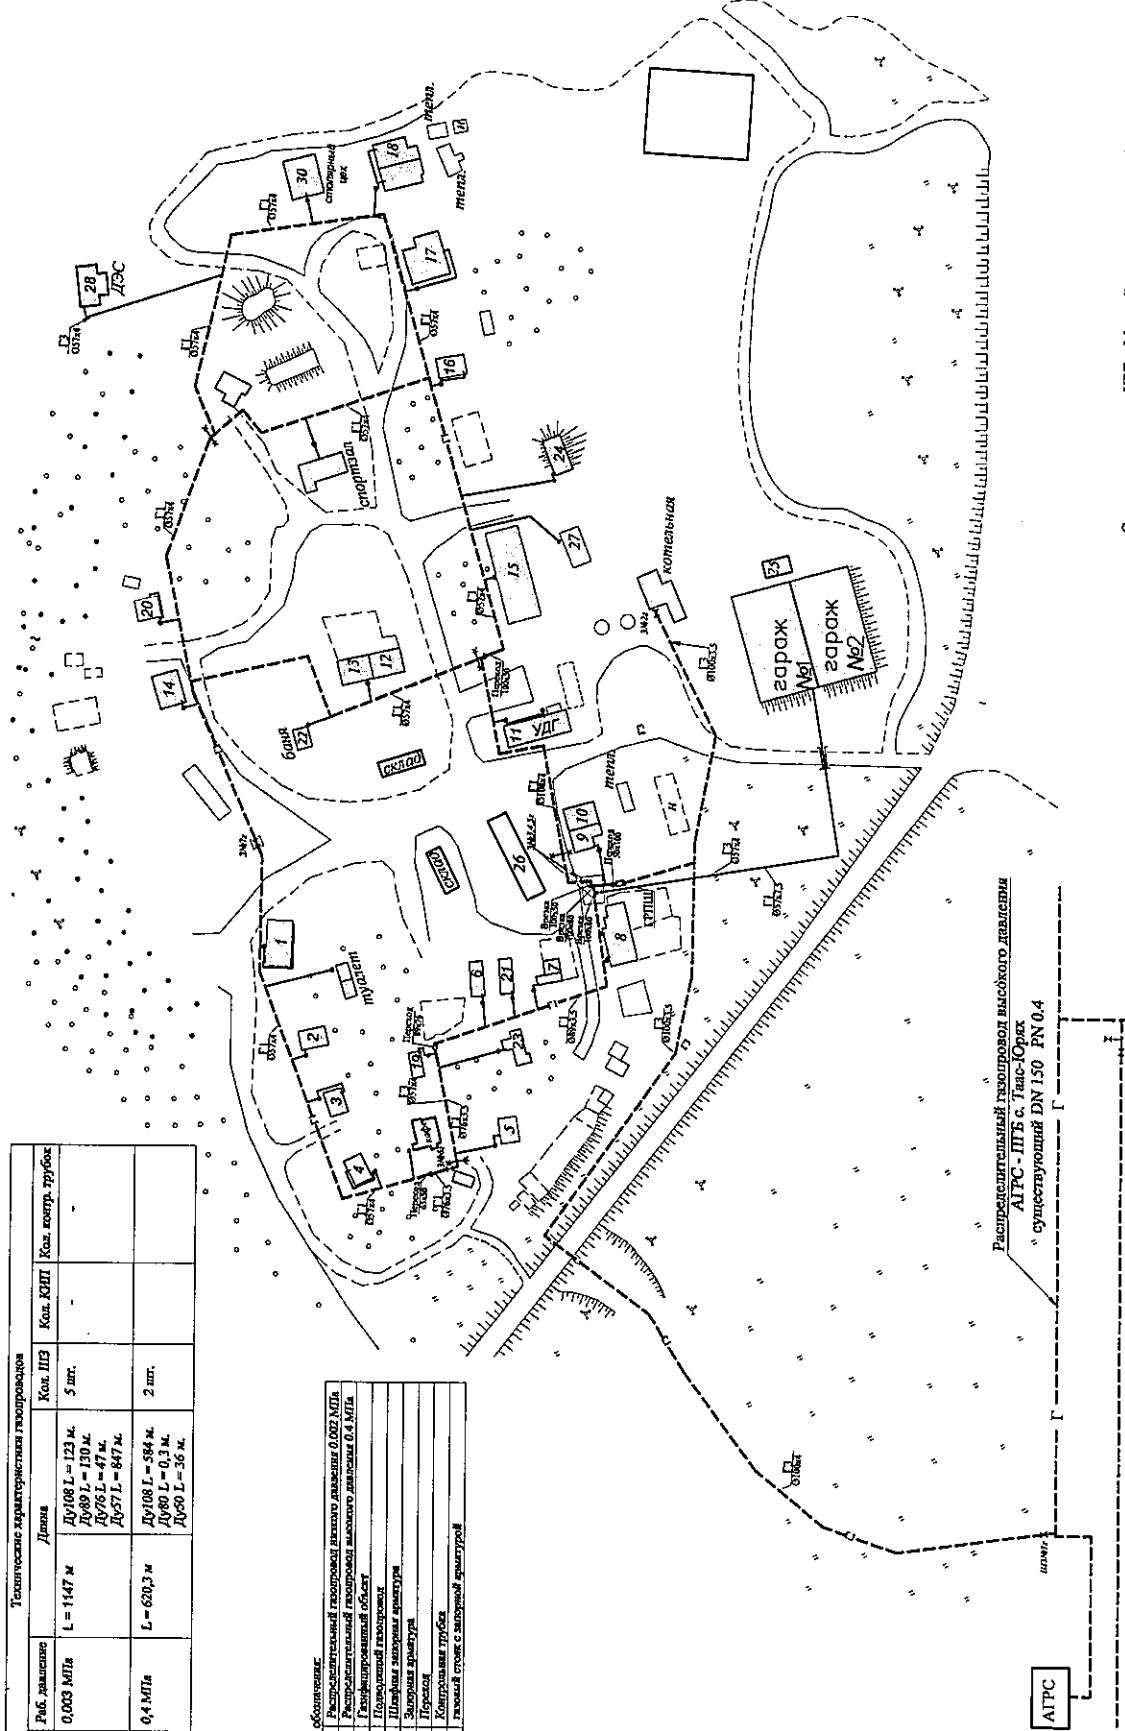 Технические характеристики газопроводов
Раб. давление
Длина
Кол. ШЗ
Кол. КИП
Кол. контр. трубок
0,003 МПа
L = 1147 м
Ду108 L = 123 м.
Ду89 L = 130 м.
Ду76 L = 47 м.
Ду57 L = 847 м.
5 шт.
-
-
0,4 МПа
L = 620,3 м
Ду108 L = 584 м.
Ду80 L = 0,3 м.
Ду50 L = 36 м.
2 шт.
обозначения:
Распределительный газопровод низкого давления 0.002 МПа
Распределительный газопровод высокого давления 0.4 МПа
Газифицированный объект
Подводящий газопровод
Шкафная запорная арматура
Запорная арматура
Переход
Контрольная трубка
газовый стояк с запорной арматурой
28
ДЭС
30
столярный
цех
18
тепл.
тепл.
17
16
спортзал
24
27
15
20
14
13
12
22
баня
склад
11
УДГ
котельная
25
гараж
№1
гараж
№2
тепл.
н
9
10
26
склад
1
туалет
2
3
4
6
21
7
8
ГРПШ
19
23
5
Распределительный газопровод высокого давления
АГРС - ПГБ с. Таас-Юрях
существующий DN 150 PN 0.4
Г
Г
АГРС